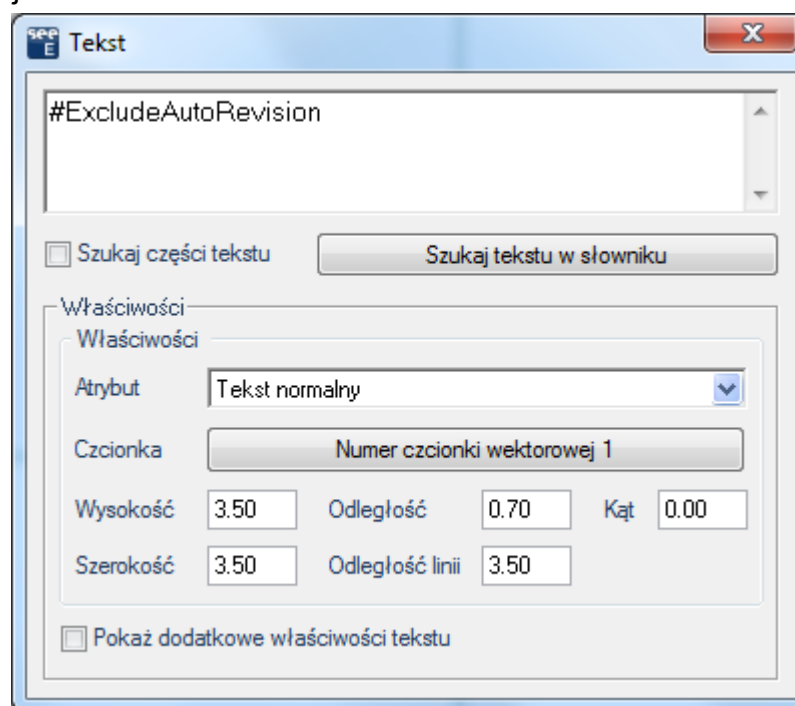 see
E
Tekst
#ExcludeAutoRevision
Szukaj części tekstu
Szukaj tekstu w słowniku
Właściwości
Właściwości
Atrybut
Tekst normalny
Czcionka
Numer czcionki wektorowej 1
Wysokość 3.50 Odległość 0.70 Kąt 0.00
Szerokość 3.50 Odległość linii 3.50
Pokaż dodatkowe właściwości tekstu